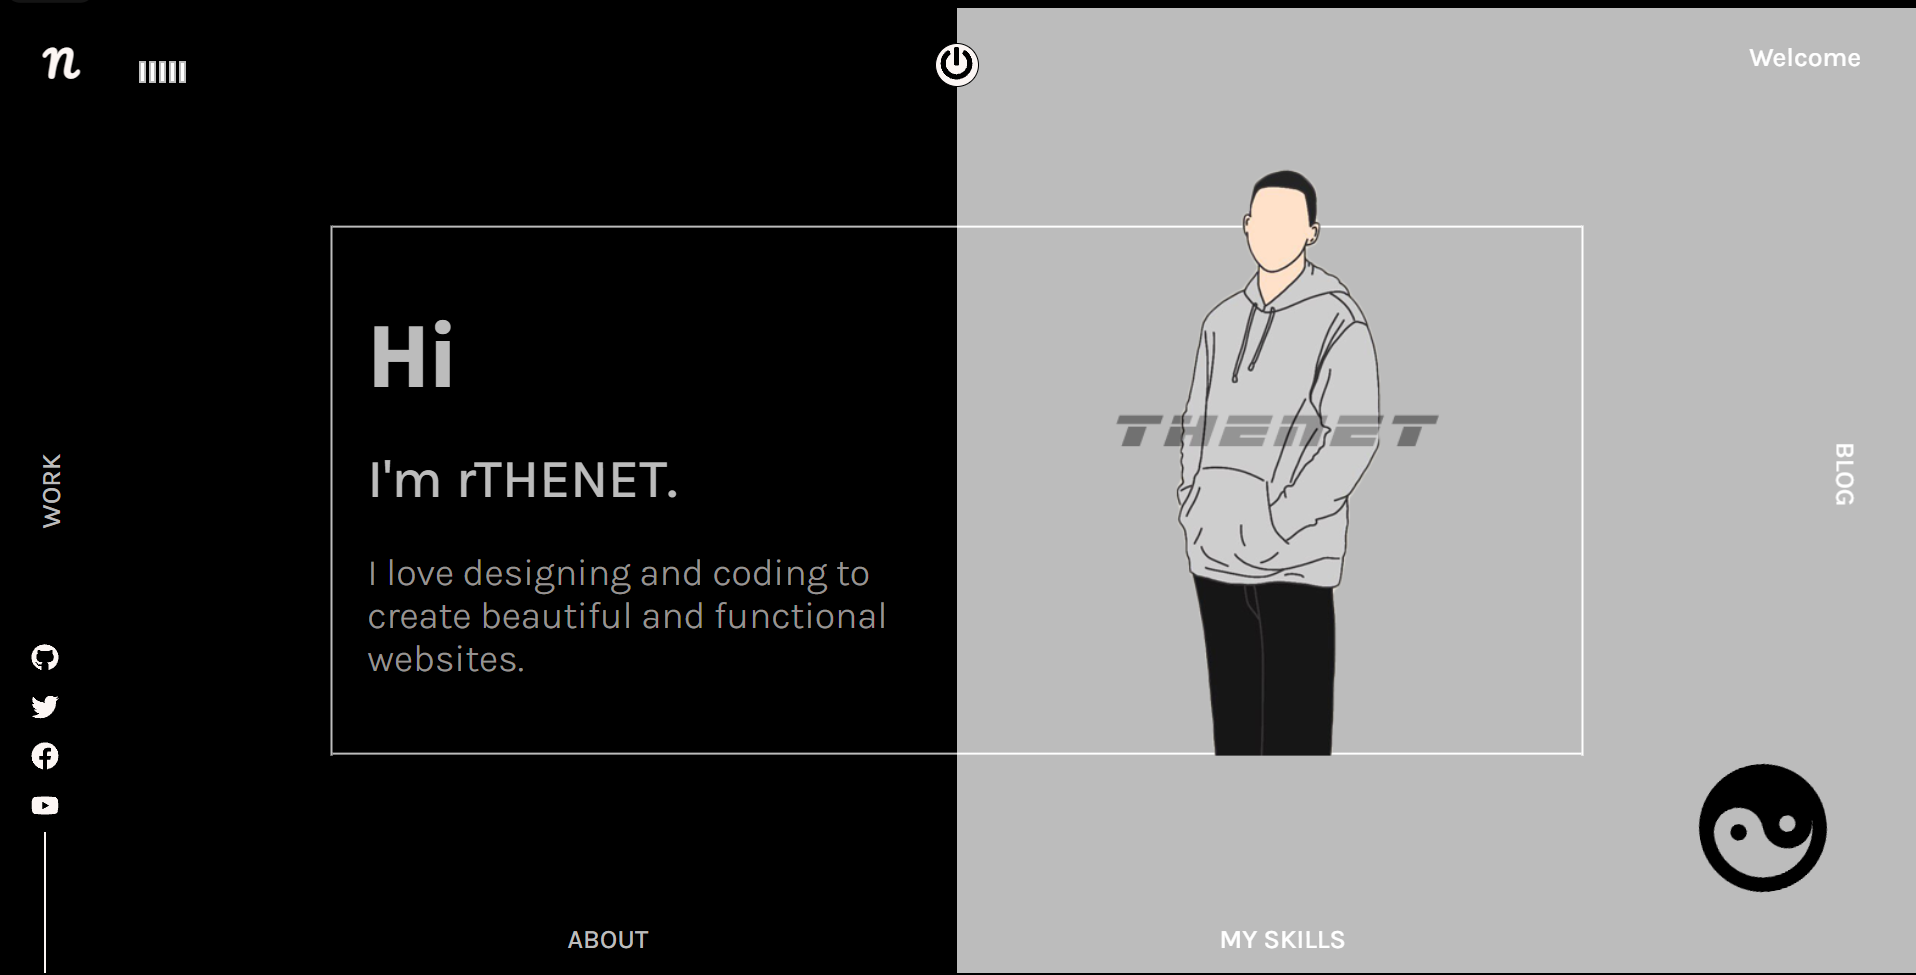 n
Welcome
Hi
I'm rTHENET.
I love designing and coding to
create beautiful and functional
websites.
THENET
WORK
BLOG
ABOUT
MY SKILLS